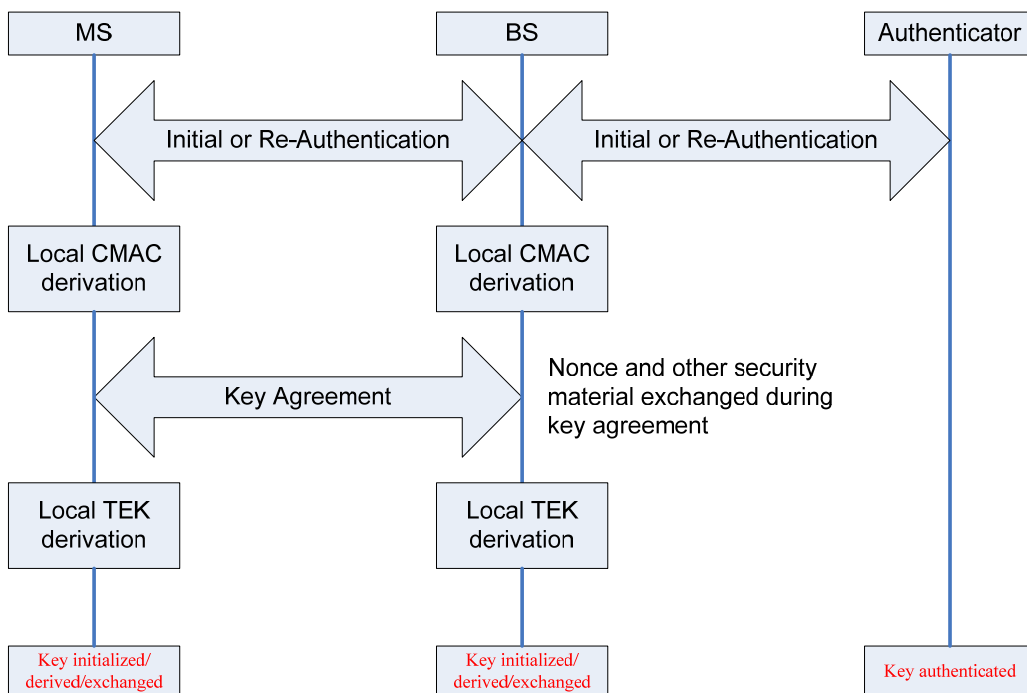 MS
BS
Authenticator
Initial or Re-Authentication
Initial or Re-Authentication
Local CMAC
derivation
Local CMAC
derivation
Key Agreement
Nonce and other security
material exchanged during
key agreement
Local TEK
derivation
Local TEK
derivation
Key initialized/
derived/exchanged
Key initialized/
derived/exchanged
Key authenticated